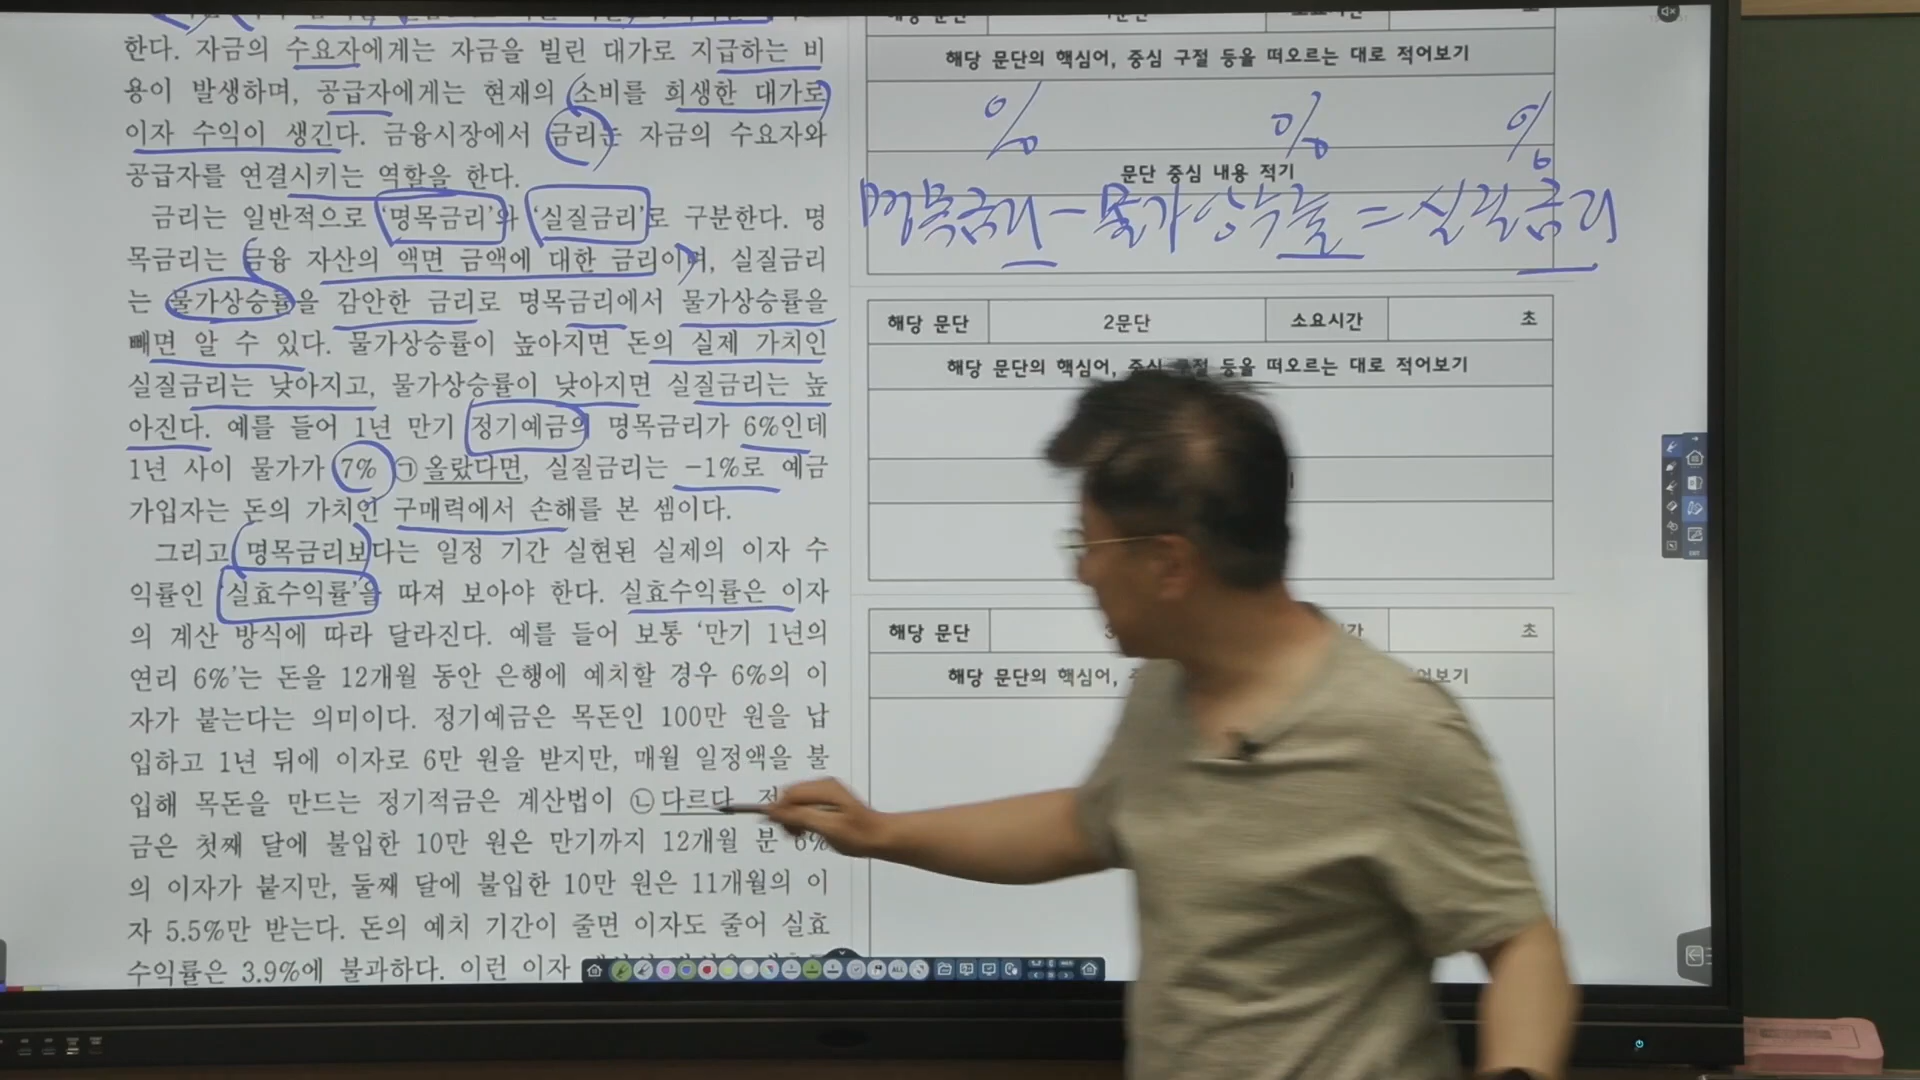 한다. 자금의 수요자에게는 자금을 빌린 대가로 지급하는 비
용이 발생하며, 공급자에게는 현재의 소비를 희생한 대가로
이자 수익이 생긴다. 금융시장에서 금리는 자금의 수요자와
공급자를 연결시키는 역할을 한다.
금리는 일반적으로 '명목금리'와 '실질금리'로 구분한다. 명
목금리는 금융 자산의 액면 금액에 대한 금리이며, 실질금리
는 물가상승률을 감안한 금리로 명목금리에서 물가상승률을
빼면 알 수 있다. 물가상승률이 높아지면 돈의 실제 가치인
실질금리는 낮아지고, 물가상승률이 낮아지면 실질금리는 높
아진다. 예를 들어 1년 만기 정기예금의 명목금리가 6%인데
1년 사이 물가가 7% ㉠올랐다면, 실질금리는 -1%로 예금
가입자는 돈의 가치인 구매력에서 손해를 본 셈이다.
그리고 명목금리보다는 일정 기간 실현된 실제의 이자 수
익률인 '실효수익률'을 따져 보아야 한다. 실효수익률은 이자
의 계산 방식에 따라 달라진다. 예를 들어 보통 '만기 1년의
연리 6%'는 돈을 12개월 동안 은행에 예치할 경우 6%의 이
자가 붙는다는 의미이다. 정기예금은 목돈인 100만 원을 납
입하고 1년 뒤에 이자로 6만 원을 받지만, 매월 일정액을 불
입해 목돈을 만드는 정기적금은 계산법이 ㉡다르다.
금은 첫째 달에 불입한 10만 원은 만기까지 12개월 분 6%
의 이자가 붙지만, 둘째 달에 불입한 10만 원은 11개월의 이
자 5.5%만 받는다. 돈의 예치 기간이 줄면 이자도 줄어 실효
수익률은 3.9%에 불과하다. 이런 이자
해당 문단 1문단 소요시간 초
해당 문단의 핵심어, 중심 구절 등을 떠오르는 대로 적어보기
% % %
문단 중심 내용 적기
명목금리 - 물가상승률 = 실질금리
해당 문단 2문단 소요시간 초
해당 문단의 핵심어, 중심 구절 등을 떠오르는 대로 적어보기
해당 문단 초
해당 문단의 핵심어, 어보기